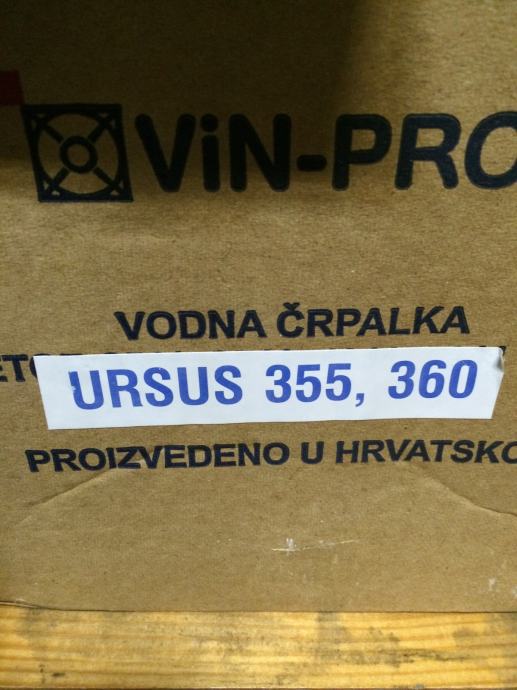 ViN-PRO
VODNA ČRPALKA
URSUS 355, 360
PROIZVEDENO U HRVATSKO